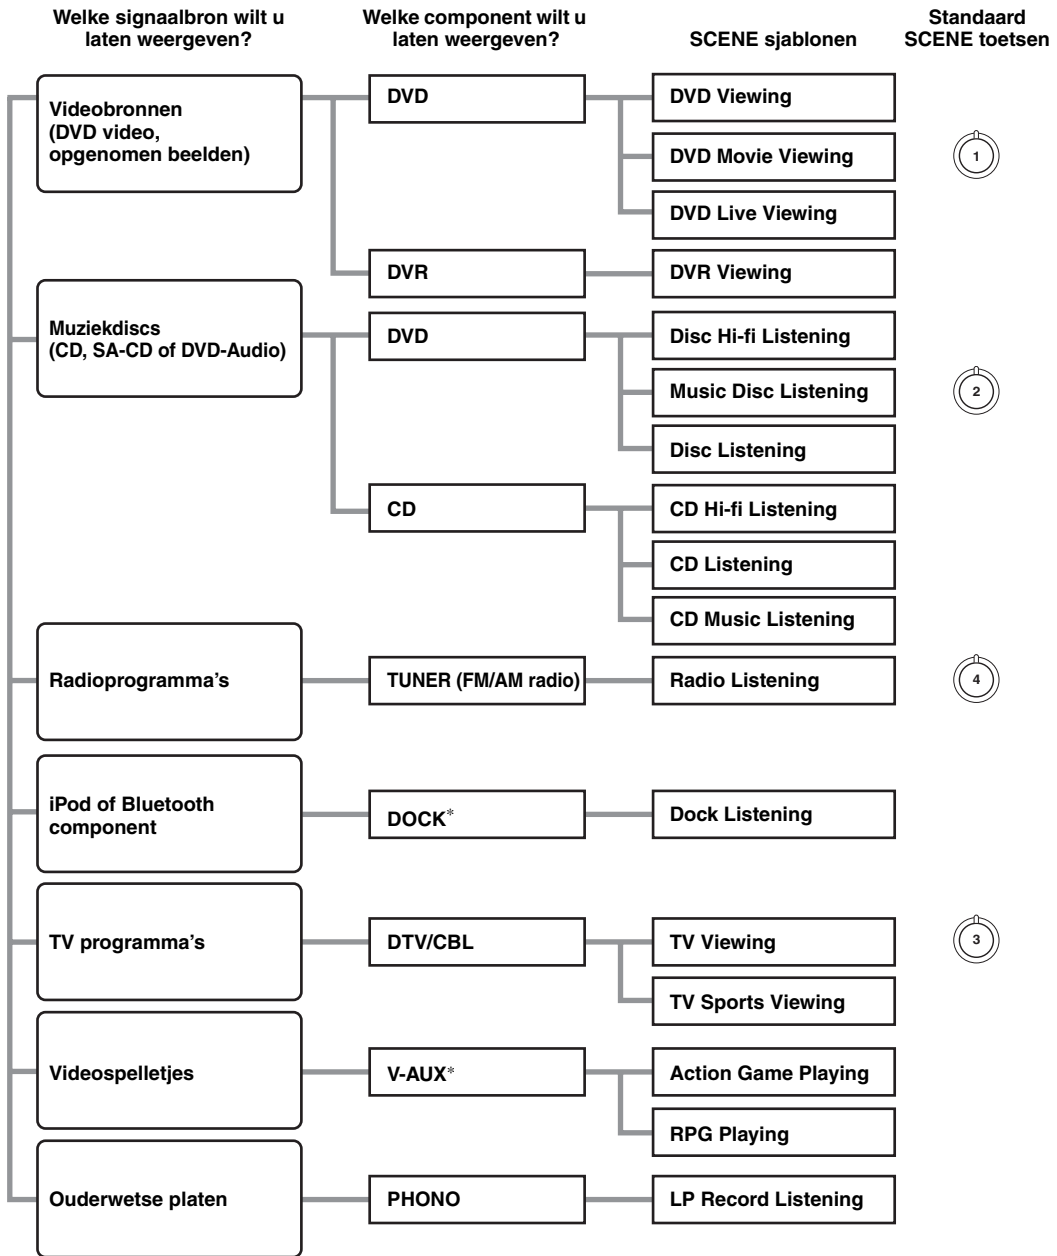 Welke signaalbron wilt u
laten weergeven?
Welke component wilt u
laten weergeven?
SCENE sjablonen
Standaard
SCENE toetsen
Videobronnen
(DVD video,
opgenomen beelden)
DVD
DVD Viewing
DVD Movie Viewing
1
DVD Live Viewing
DVR
DVR Viewing
Muziekdiscs
(CD, SA-CD of DVD-Audio)
DVD
Disc Hi-fi Listening
Music Disc Listening
2
Disc Listening
CD
CD Hi-fi Listening
CD Listening
CD Music Listening
Radioprogramma's
TUNER (FM/AM radio)
Radio Listening
4
iPod of Bluetooth
component
DOCK*
Dock Listening
TV programma's
DTV/CBL
TV Viewing
3
TV Sports Viewing
Videospelletjes
V-AUX*
Action Game Playing
RPG Playing
Ouderwetse platen
PHONO
LP Record Listening